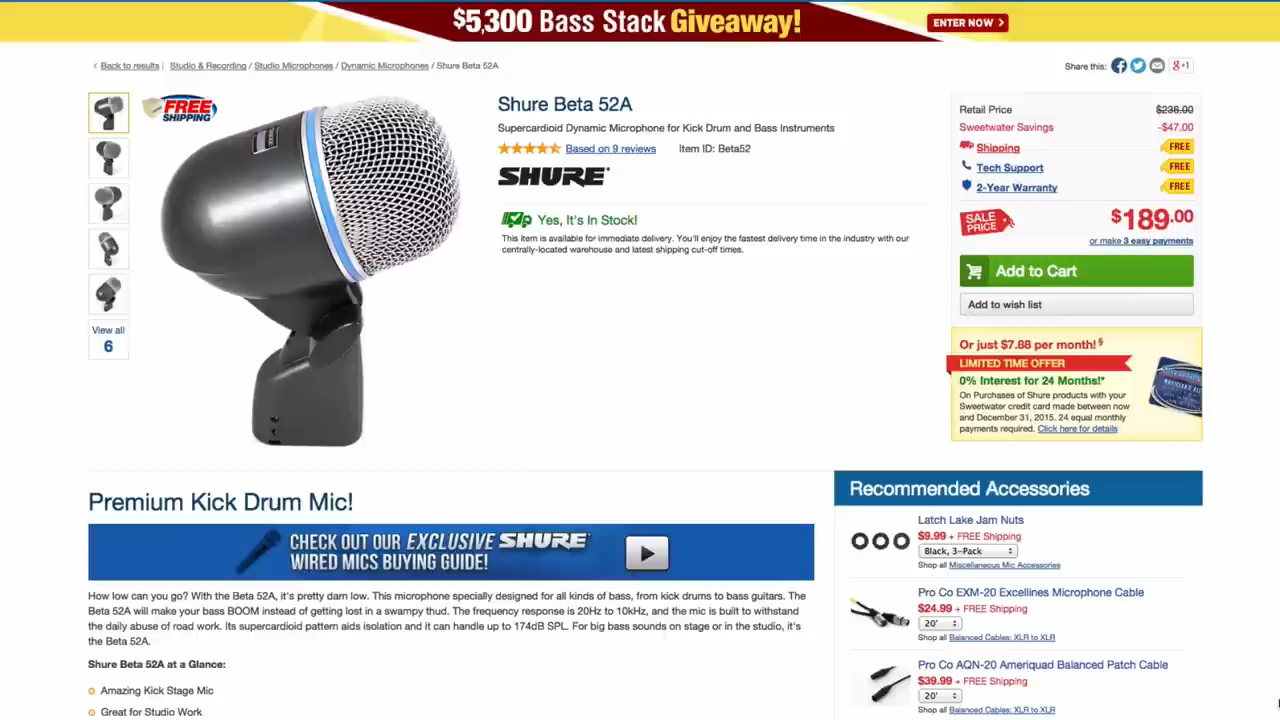 $5,300 Bass Stack Giveaway!
ENTER NOW >
‹ Back to results | Studio & Recording / Studio Microphones / Dynamic Microphones / Shure Beta 52A
Share this:
g+1
FREE
SHIPPING
View all
6
Shure Beta 52A
Supercardioid Dynamic Microphone for Kick Drum and Bass Instruments
Based on 9 reviews
Item ID: Beta52
SHURE
Yes, It's In Stock!
This item is available for immediate delivery. You'll enjoy the fastest delivery time in the industry with our
centrally-located warehouse and latest shipping cut-off times.
Retail Price $236.00
Sweetwater Savings -$47.00
Shipping FREE
Tech Support FREE
2-Year Warranty FREE
SALE
PRICE
$189.00
or make 3 easy payments
Add to Cart
Add to wish list
Or just $7.88 per month! §
LIMITED TIME OFFER
0% Interest for 24 Months!*
On Purchases of Shure products with your
Sweetwater credit card made between now
and December 31, 2015. 24 equal monthly
payments required. Click here for details
Premium Kick Drum Mic!
CHECK OUT OUR EXCLUSIVE SHURE
WIRED MICS BUYING GUIDE!
How low can you go? With the Beta 52A, it's pretty darn low. This microphone specially designed for all kinds of bass, from kick drums to bass guitars. The
Beta 52A will make your bass BOOM instead of getting lost in a swampy thud. The frequency response is 20Hz to 10kHz, and the mic is built to withstand
the daily abuse of road work. Its supercardioid pattern aids isolation and it can handle up to 174dB SPL. For big bass sounds on stage or in the studio, it's
the Beta 52A.
Shure Beta 52A at a Glance:
Amazing Kick Stage Mic
Great for Studio Work
Recommended Accessories
Latch Lake Jam Nuts
$9.99 + FREE Shipping
Black, 3-Pack
Shop all Miscellaneous Mic Accessories
Pro Co EXM-20 Excellines Microphone Cable
$24.99 + FREE Shipping
20'
Shop all Balanced Cables: XLR to XLR
Pro Co AQN-20 Ameriquad Balanced Patch Cable
$39.99 + FREE Shipping
20'
Shop all Balanced Cables: XLR to XLR